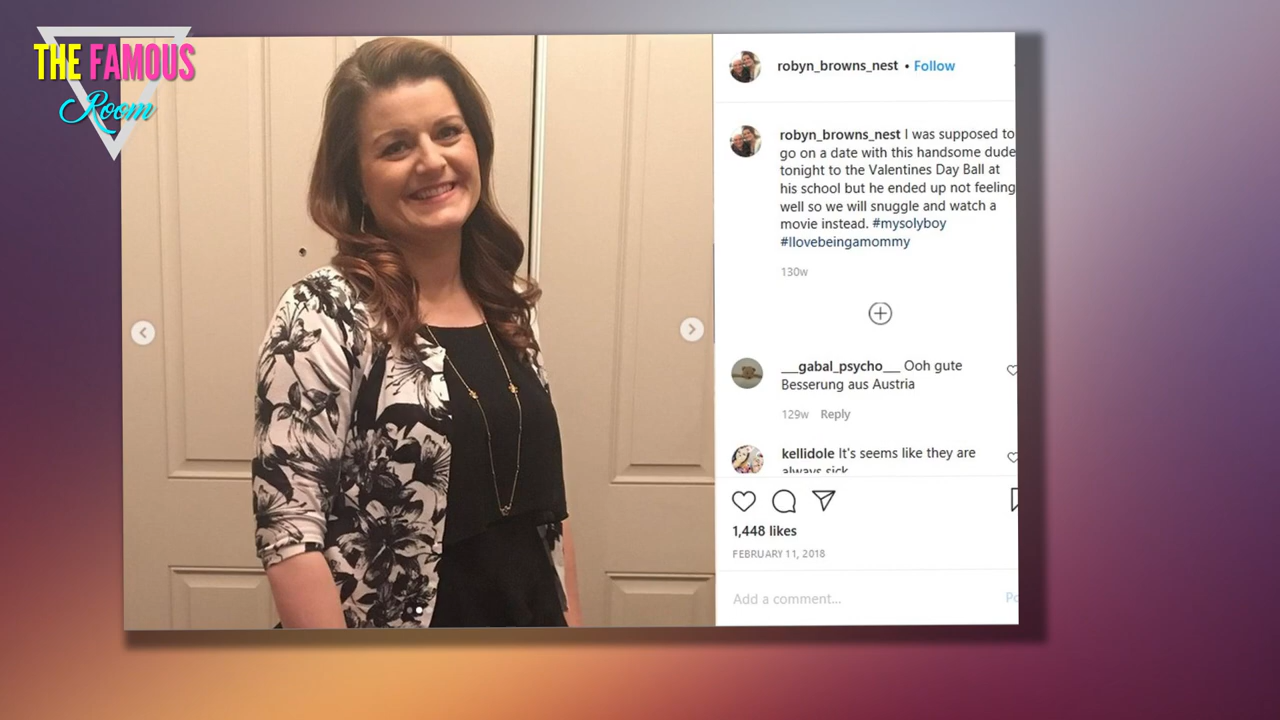 THE FAMOUS
Room
robyn_browns_nest • Follow
robyn_browns_nest I was supposed to
go on a date with this handsome dude
tonight to the Valentines Day Ball at
his school but he ended up not feeling
well so we will snuggle and watch a
movie instead. #mysolyboy
#Ilovebeingamommy
130w
___gabal_psycho___ Ooh gute
Besserung aus Austria
129w Reply
kellidole It's seems like they are
always sick
1,448 likes
FEBRUARY 11, 2018
Add a comment...